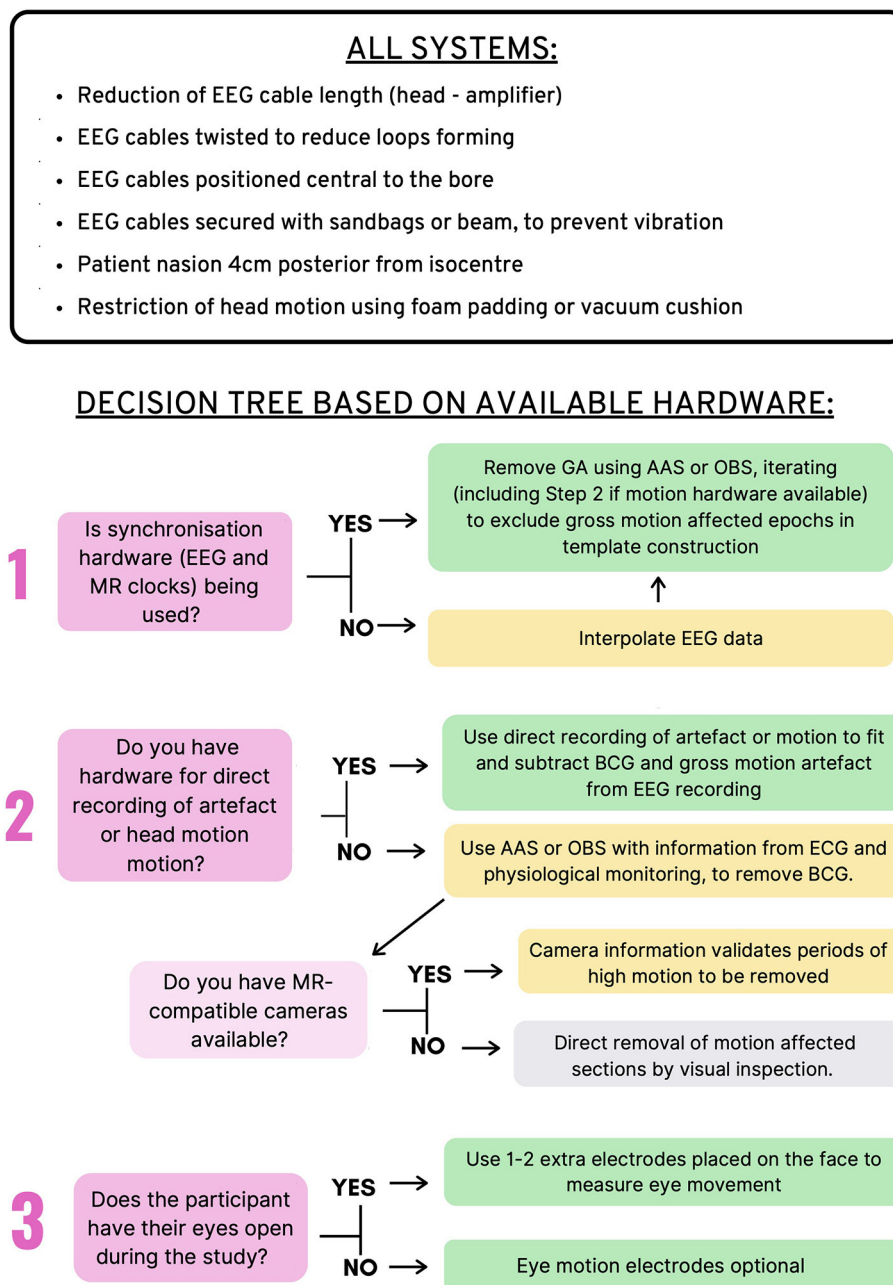 ALL SYSTEMS:
• Reduction of EEG cable length (head - amplifier)
• EEG cables twisted to reduce loops forming
• EEG cables positioned central to the bore
• EEG cables secured with sandbags or beam, to prevent vibration
• Patient nasion 4cm posterior from isocentre
• Restriction of head motion using foam padding or vacuum cushion
DECISION TREE BASED ON AVAILABLE HARDWARE:
1
Is synchronisation
hardware (EEG and
MR clocks) being
used?
YES
Remove GA using AAS or OBS, iterating
(including Step 2 if motion hardware available)
to exclude gross motion affected epochs in
template construction
NO
Interpolate EEG data
2
Do you have
hardware for direct
recording of artefact
or head motion
motion?
YES
Use direct recording of artefact or motion to fit
and subtract BCG and gross motion artefact
from EEG recording
NO
Use AAS or OBS with information from ECG and
physiological monitoring, to remove BCG.
Do you have MR-
compatible cameras
available?
YES
Camera information validates periods of
high motion to be removed
NO
Direct removal of motion affected
sections by visual inspection.
3
Does the participant
have their eyes open
during the study?
YES
Use 1-2 extra electrodes placed on the face to
measure eye movement
NO
Eye motion electrodes optional